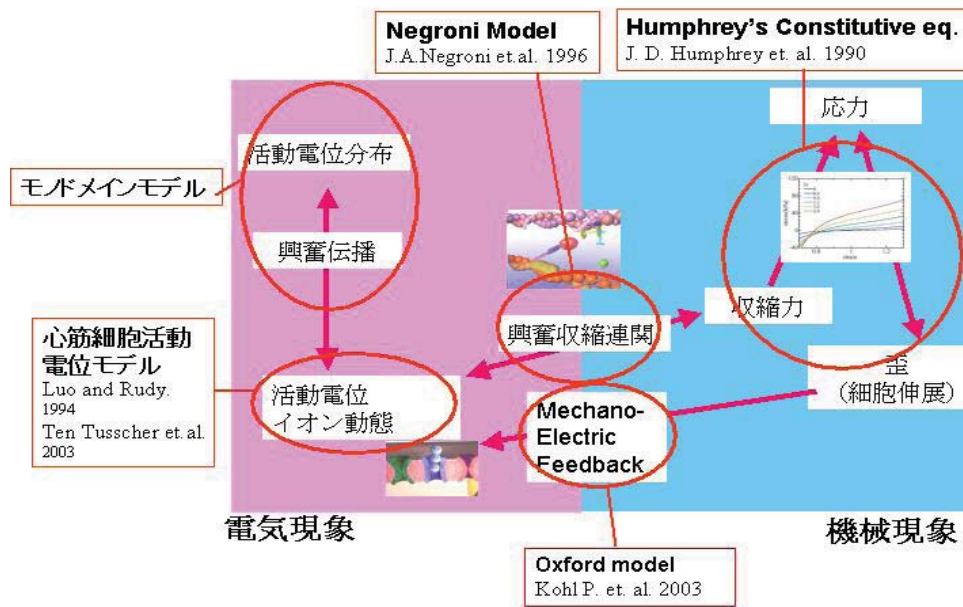 Negroni Model
J.A.Negroni et.al. 1996
Humphrey's Constitutive eq.
J. D. Humphrey et. al. 1990
応力
活動電位分布
モノドメインモデル
興奮伝播
収縮力
興奮収縮連関
心筋細胞活動
電位モデル
Luo and Rudy.
1994
Ten Tusscher et.al.
2003
活動電位
イオン動態
歪
（細胞伸展）
Mechano-
Electric
Feedback
電気現象
機械現象
Oxford model
Kohl P. et. al. 2003